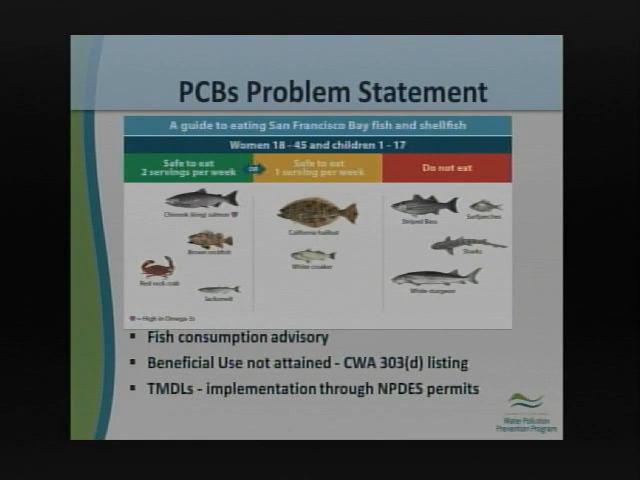 PCBs Problem Statement
A guide to eating San Francisco Bay fish and shellfish
Women 18 - 45 and children 1 - 17
Safe to eat
2 servings per week
OR
Safe to eat
1 serving per week
Do not eat
Chinook (king) salmon
Brown rockfish
Red rock crab
Jacksmelt
California halibut
White croaker
Striped Bass
Surfperches
Sharks
White sturgeon
= High in Omega-3s
▪ Fish consumption advisory
▪ Beneficial Use not attained - CWA 303(d) listing
▪ TMDLs - implementation through NPDES permits
Water Pollution
Prevention Program